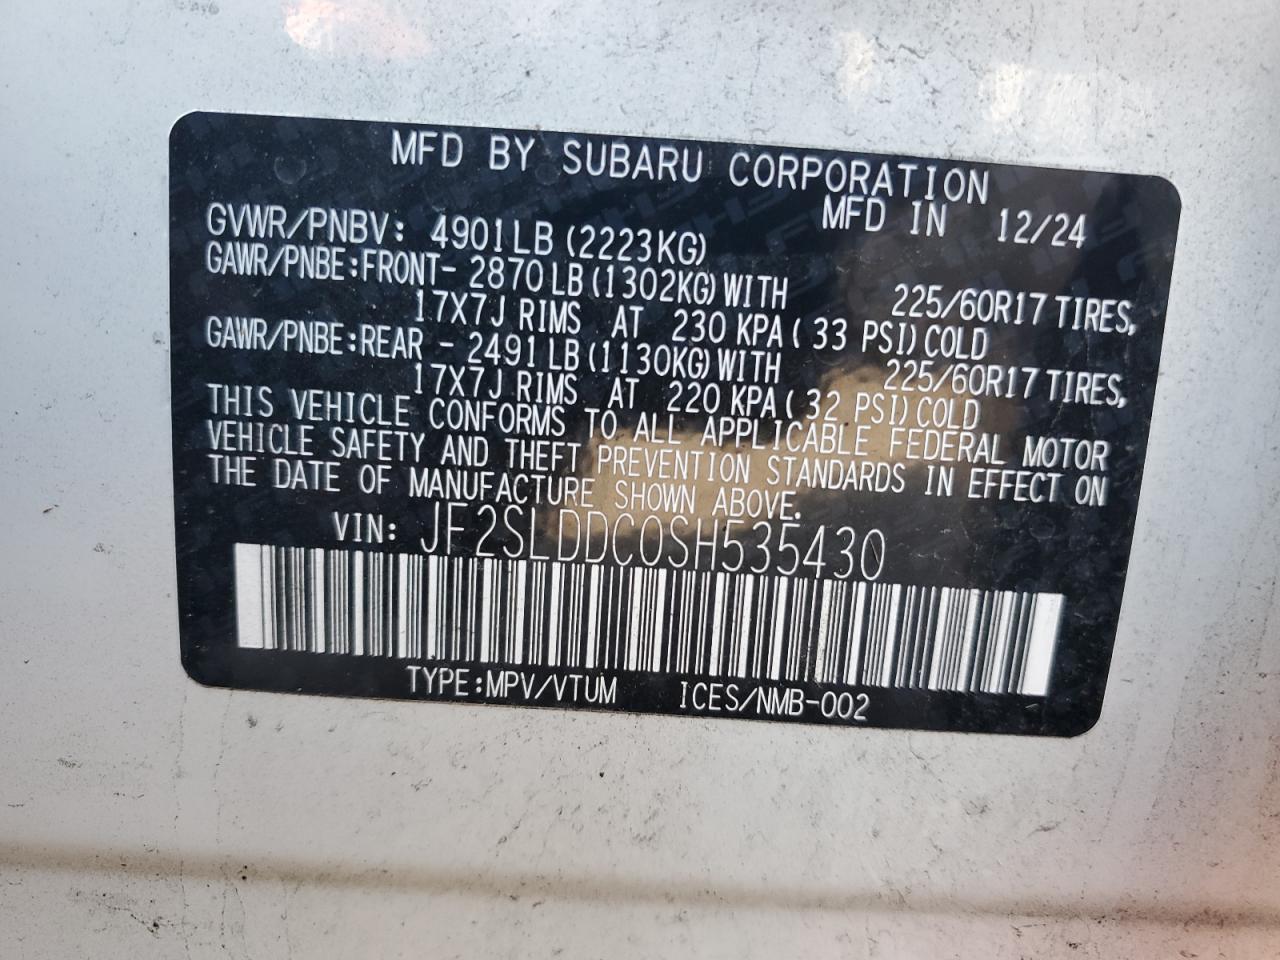 MFD BY SUBARU CORPORATION
MFD IN 12/24
GVWR/PNBV: 4901LB (2223KG)
GAWR/PNBE:FRONT- 2870LB (1302KG) WITH 225/60R17 TIRES,
17X7J RIMS AT 230 KPA ( 33 PSI) COLD
GAWR/PNBE:REAR - 2491LB (1130KG) WITH 225/60R17 TIRES,
17X7J RIMS AT 220 KPA ( 32 PSI) COLD
THIS VEHICLE CONFORMS TO ALL APPLICABLE FEDERAL MOTOR
VEHICLE SAFETY AND THEFT PREVENTION STANDARDS IN EFFECT ON
THE DATE OF MANUFACTURE SHOWN ABOVE.
VIN: JF2SLDDC0SH535430
TYPE:MPV/VTUM ICES/NMB-002